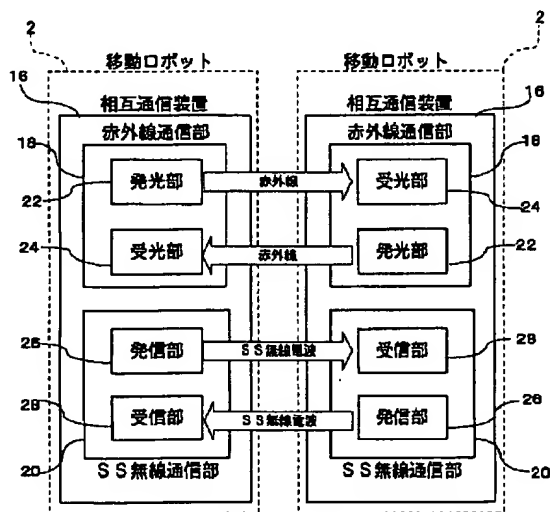 2
2
移動ロボット
移動ロボット
16
16
相互通信装置
相互通信装置
赤外線通信部
赤外線通信部
18
18
発光部
赤外線
受光部
22
24
受光部
赤外線
発光部
24
22
発信部
SS無線電波
受信部
26
28
受信部
SS無線電波
発信部
28
26
20
20
SS無線通信部
SS無線通信部